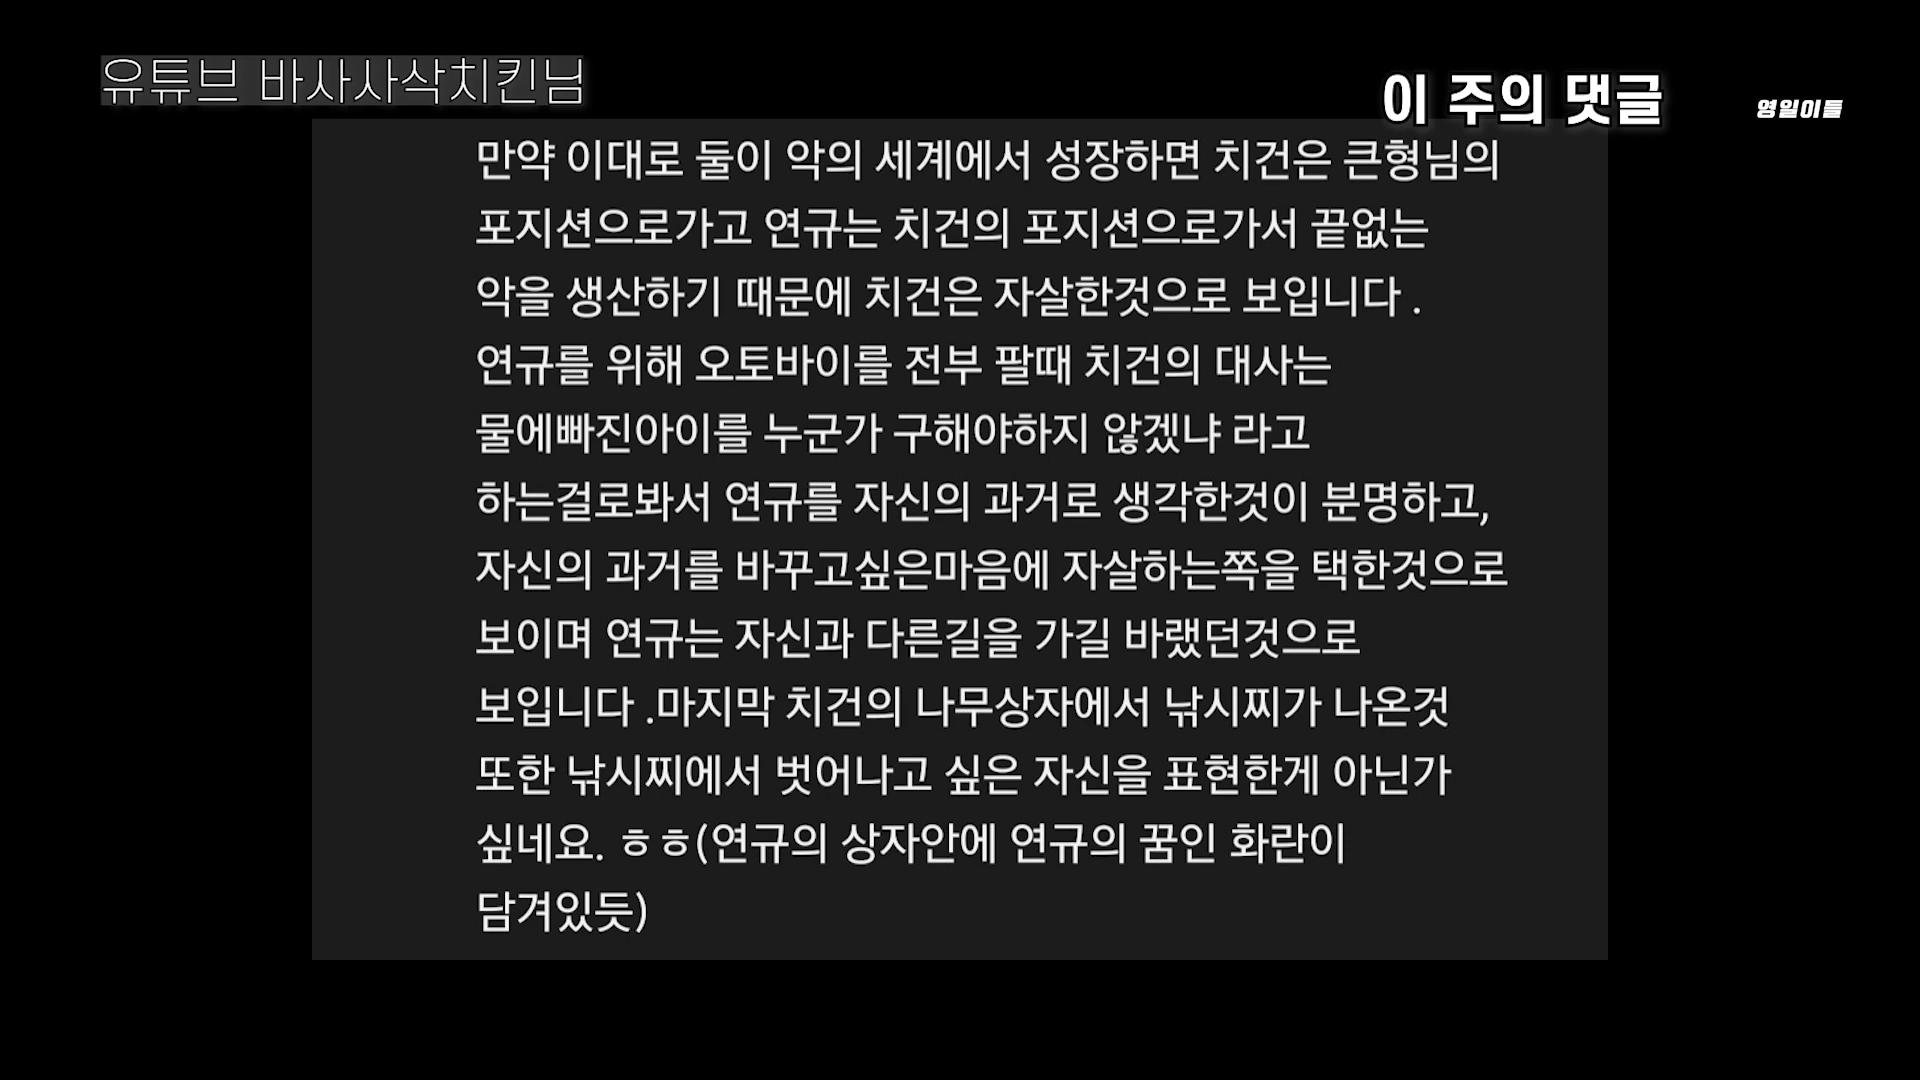 유튜브 바사사삭치킨님
이 주의 댓글
영일이들
만약 이대로 둘이 악의 세계에서 성장하면 치건은 큰형님의
포지션으로가고 연규는 치건의 포지션으로가서 끝없는
악을 생산하기 때문에 치건은 자살한것으로 보입니다 .
연규를 위해 오토바이를 전부 팔때 치건의 대사는
물에빠진아이를 누군가 구해야하지 않겠냐 라고
하는걸로봐서 연규를 자신의 과거로 생각한것이 분명하고,
자신의 과거를 바꾸고싶은마음에 자살하는쪽을 택한것으로
보이며 연규는 자신과 다른길을 가길 바랬던것으로
보입니다 .마지막 치건의 나무상자에서 낚시찌가 나온것
또한 낚시찌에서 벗어나고 싶은 자신을 표현한게 아닌가
싶네요. ㅎㅎ(연규의 상자안에 연규의 꿈인 화란이
담겨있듯)